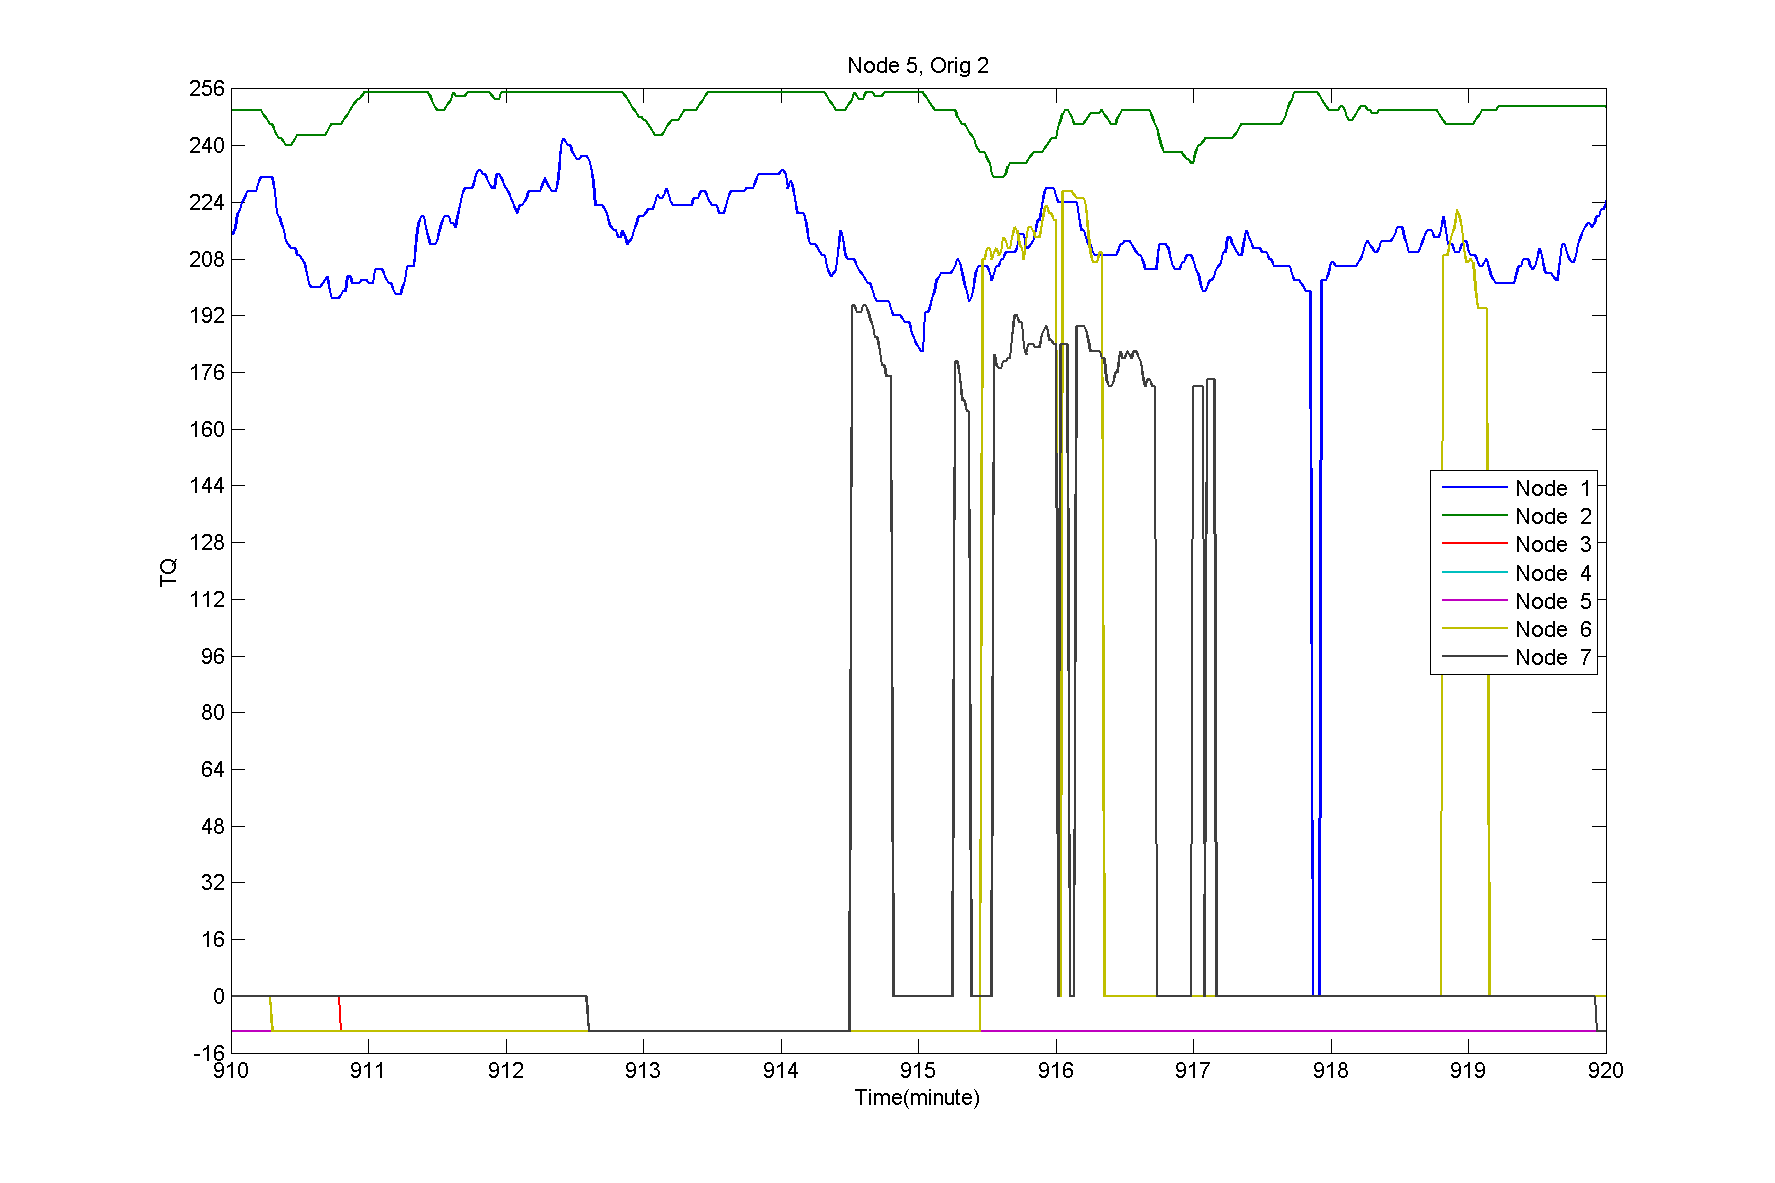 Node 5, Orig 2
256
240
224
208
192
176
160
144
128
112
96
80
64
48
32
16
0
-16
TQ
Node 1
Node 2
Node 3
Node 4
Node 5
Node 6
Node 7
910 911 912 913 914 915 916 917 918 919 920
Time(minute)